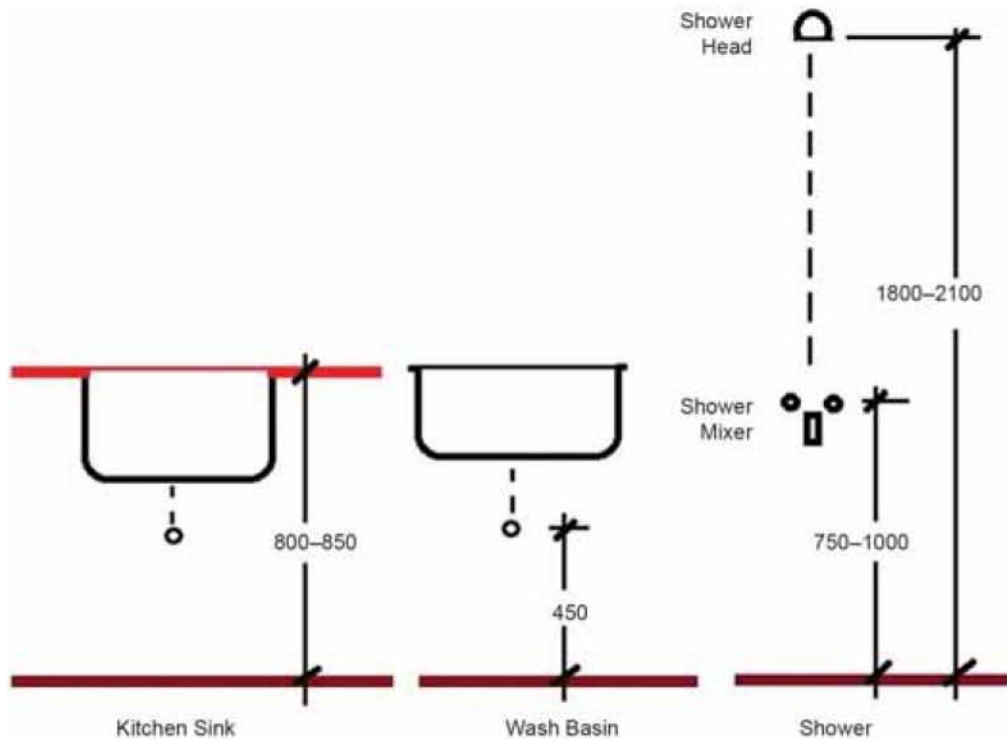 Shower
Head
1800–2100
Shower
Mixer
800–850
750–1000
450
Kitchen Sink
Wash Basin
Shower